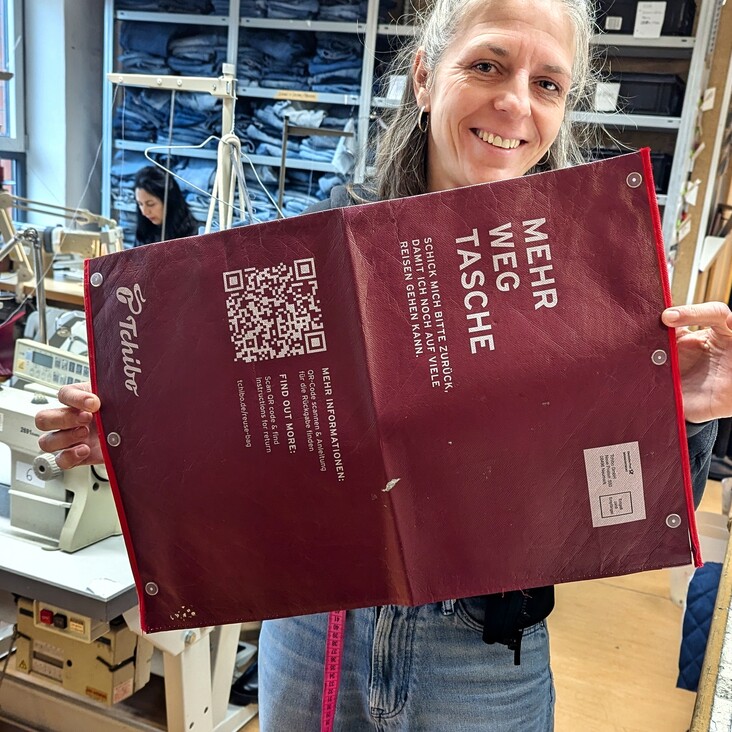 MEHR
WEG
TASCHE
SCHICK MICH BITTE ZURÜCK,
DAMIT ICH NOCH AUF VIELE
REISEN GEHEN KANN.
Tchibo
MEHR INFORMATIONEN:
QR-Code scannen & Anleitung
für die Rückgabe finden
FIND OUT MORE:
Scan QR code & find
instructions for return
tchibo.de/reuse-bag
6